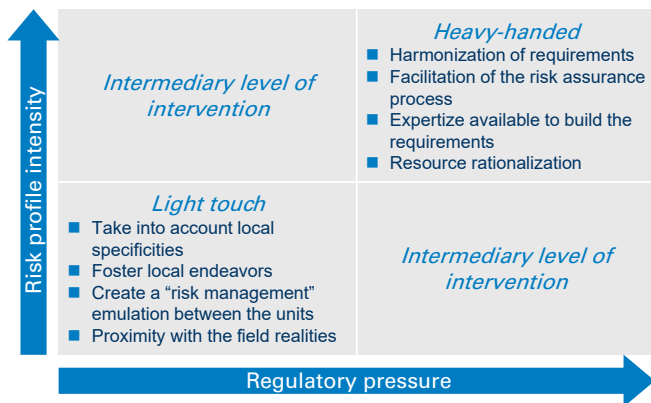 Risk profile intensity
Intermediary level of
intervention
Heavy-handed
Harmonization of requirements
Facilitation of the risk assurance
process
Expertize available to build the
requirements
Resource rationalization
Light touch
Take into account local
specificities
Foster local endeavors
Create a “risk management”
emulation between the units
Proximity with the field realities
Intermediary level of
intervention
Regulatory pressure